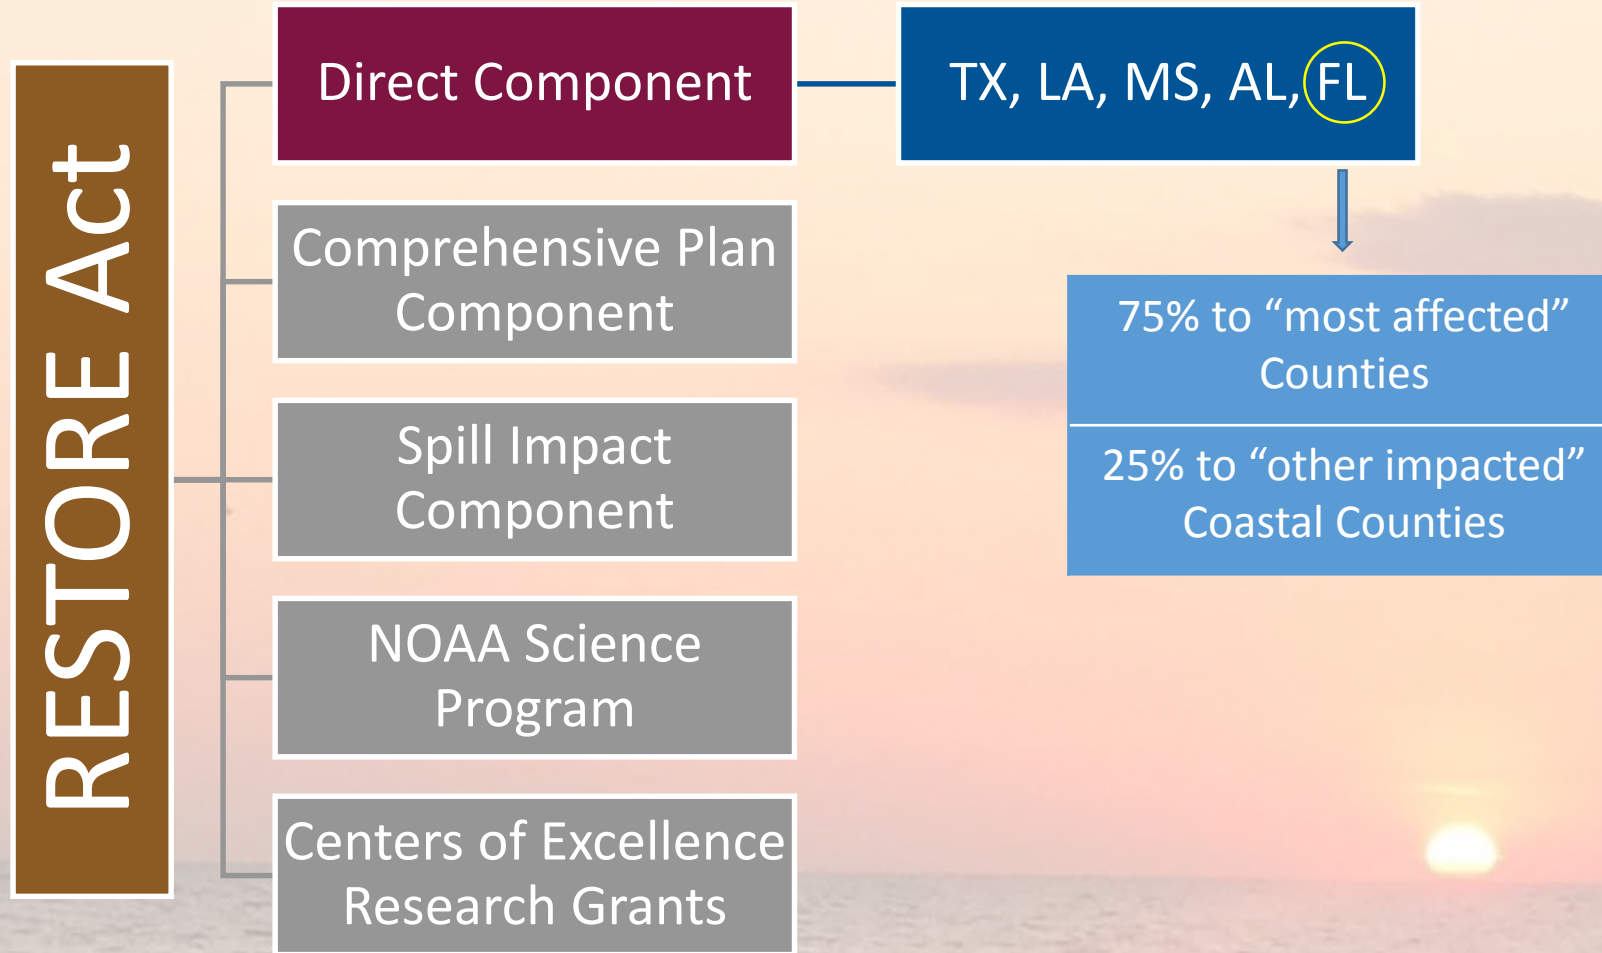 RESTORE Act
Direct Component
TX, LA, MS, AL, FL
Comprehensive Plan
Component
75% to “most affected”
Counties
25% to “other impacted”
Coastal Counties
Spill Impact
Component
NOAA Science
Program
Centers of Excellence
Research Grants